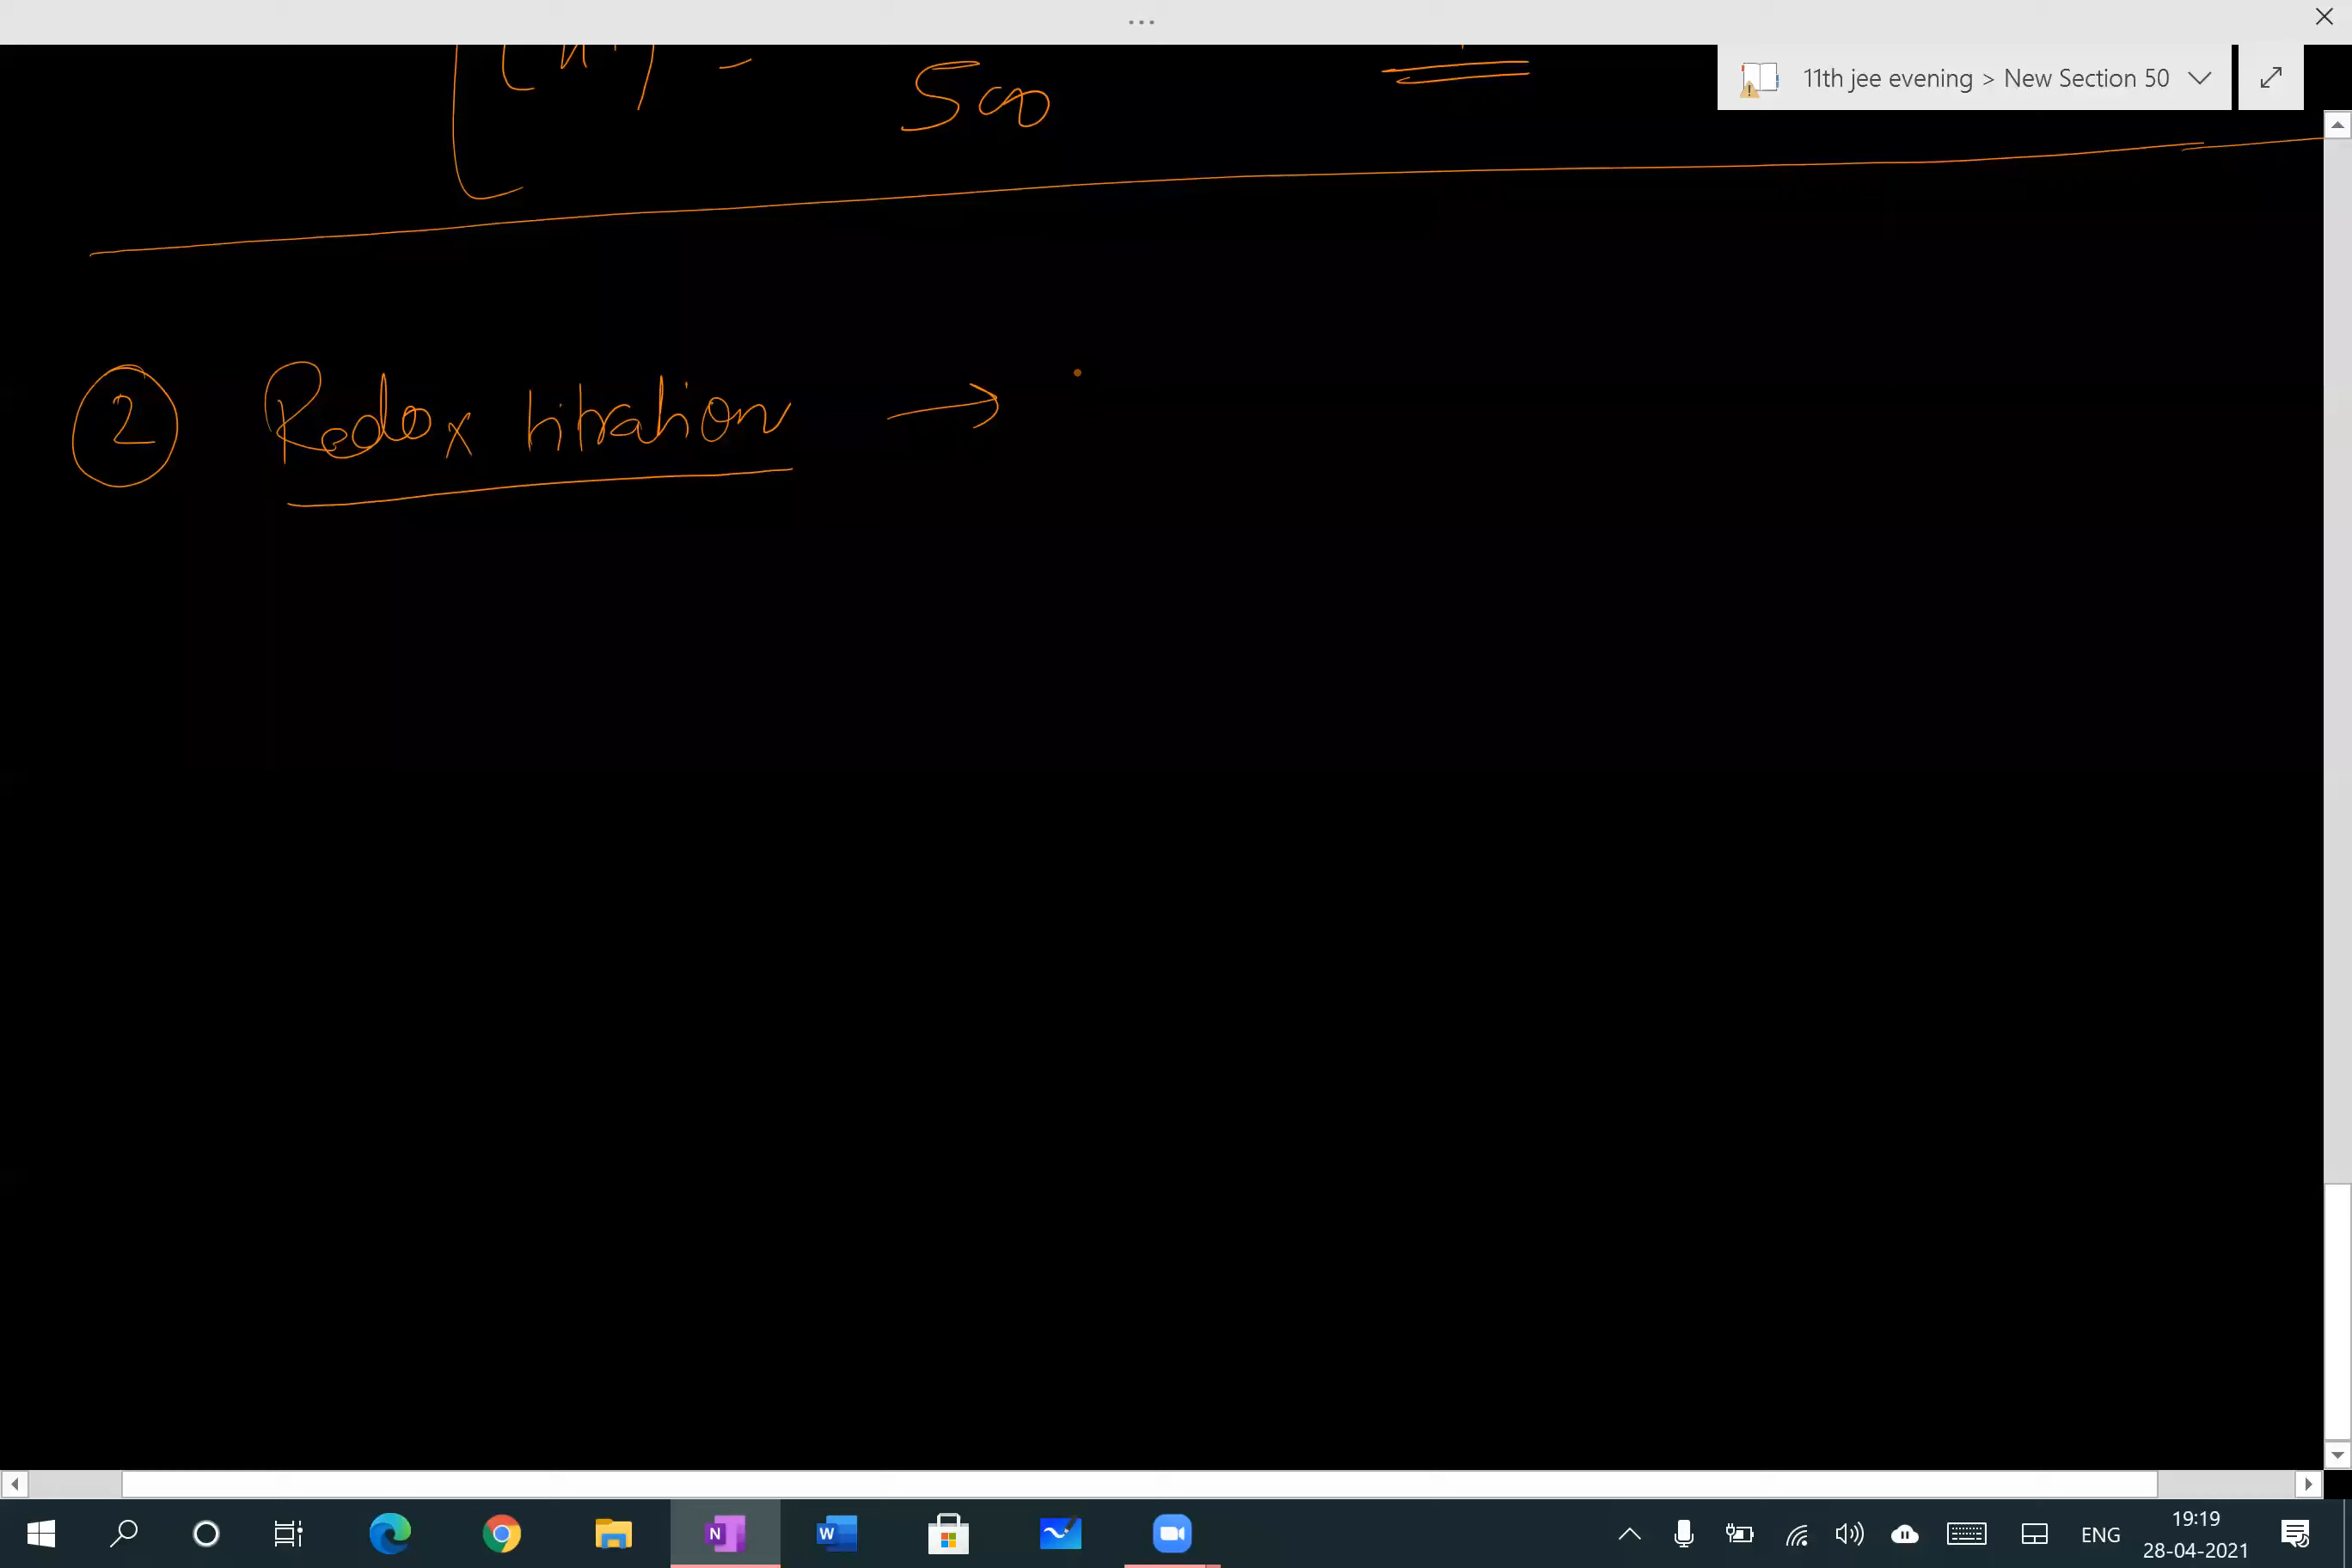 ...
11th jee evening > New Section 50
500
② Redox titration →
ENG
19:19
28-04-2021